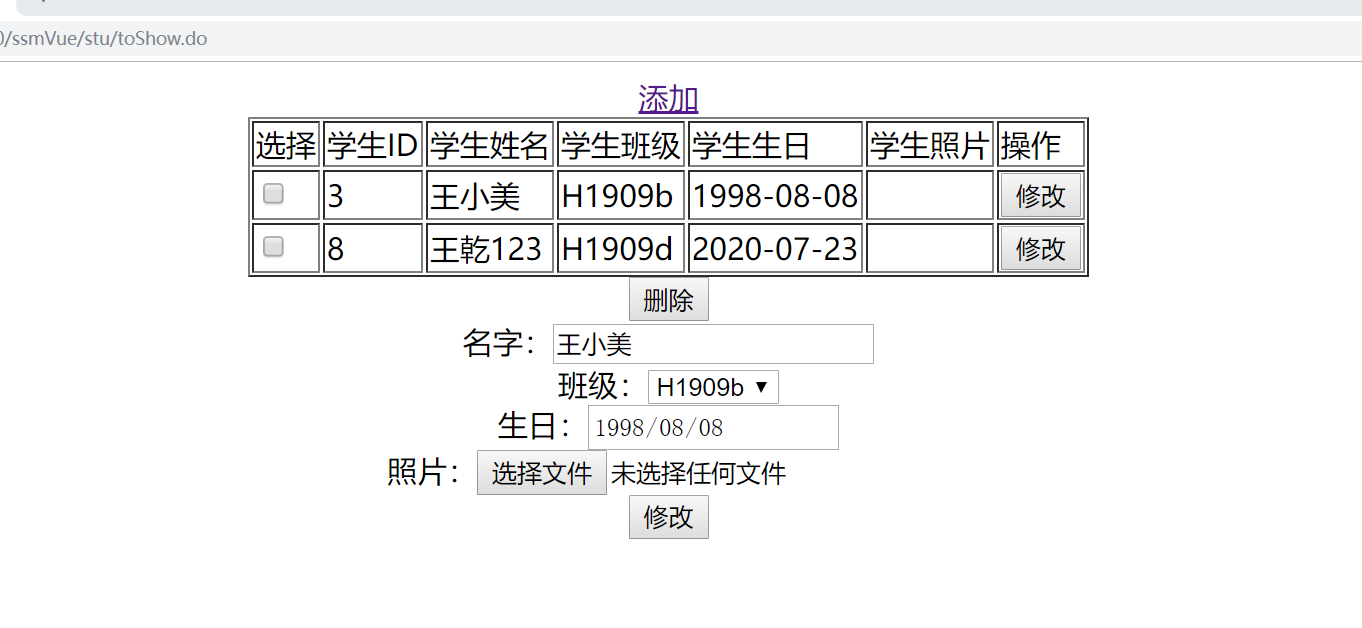 0/ssmVue/stu/toShow.do
添加
选择 学生ID 学生姓名 学生班级 学生生日 学生照片 操作
3 王小美 H1909b 1998-08-08 修改
8 王乾123 H1909d 2020-07-23 修改
删除
名字： 王小美
班级： H1909b
生日： 1998/08/08
照片： 选择文件 未选择任何文件
修改